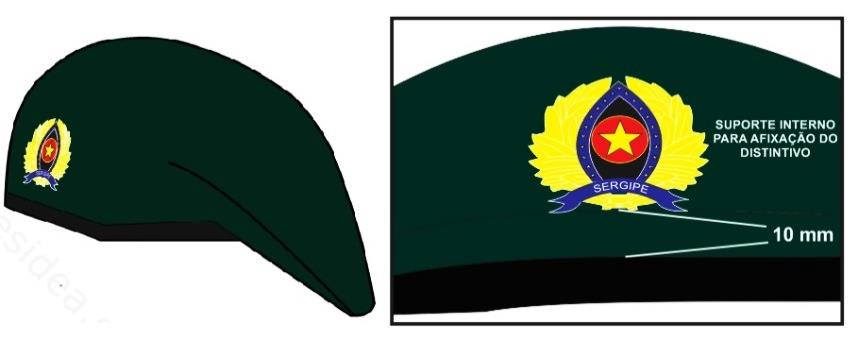 SUPORTE INTERNO
PARA AFIXAÇÃO DO
DISTINTIVO
SERGIPE
10 mm